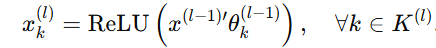 x_k^{(l)} = ReLU ( x^{(l−1)′} θ_k^{(l−1)} ) ,   ∀k ∈ K^{(l)}.